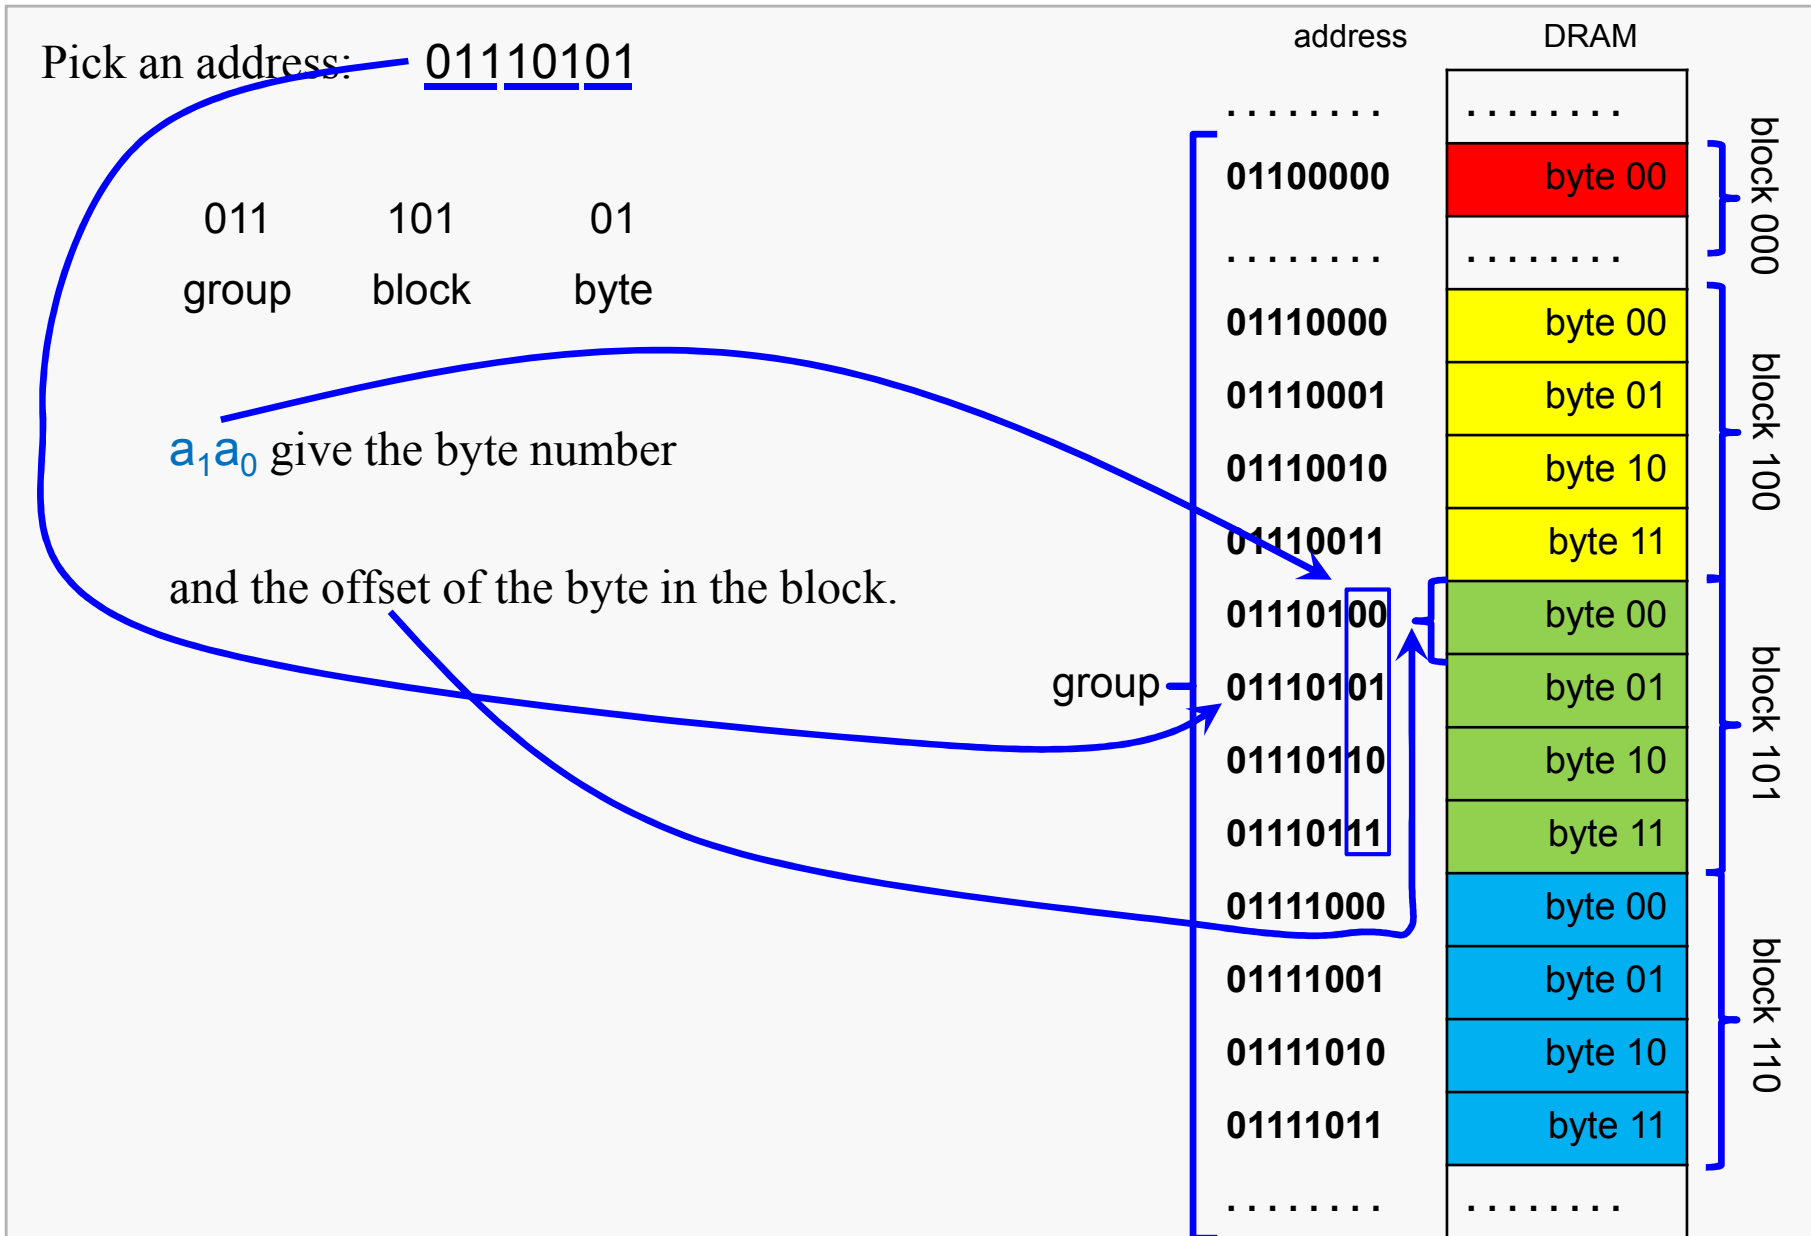 Pick an address: 01110101
011 101 01
group block byte
a₁a₀ give the byte number
and the offset of the byte in the block.
group
address DRAM
........ ........
01100000 byte 00
........ ........
01110000 byte 00
01110001 byte 01
01110010 byte 10
01110011 byte 11
01110100 byte 00
01110101 byte 01
01110110 byte 10
01110111 byte 11
01111000 byte 00
01111001 byte 01
01111010 byte 10
01111011 byte 11
........ ........
block 000
block 100
block 101
block 110